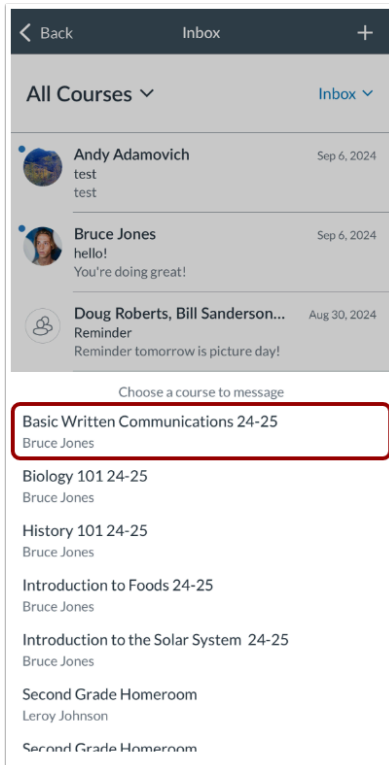 Back Inbox +
All Courses Inbox
Andy Adamovich Sep 6, 2024
test
test
Bruce Jones Sep 6, 2024
hello!
You're doing great!
Doug Roberts, Bill Sanderson... Aug 30, 2024
Reminder
Reminder tomorrow is picture day!
Choose a course to message
Basic Written Communications 24-25
Bruce Jones
Biology 101 24-25
Bruce Jones
History 101 24-25
Bruce Jones
Introduction to Foods 24-25
Bruce Jones
Introduction to the Solar System 24-25
Bruce Jones
Second Grade Homeroom
Leroy Johnson
Second Grade Homeroom